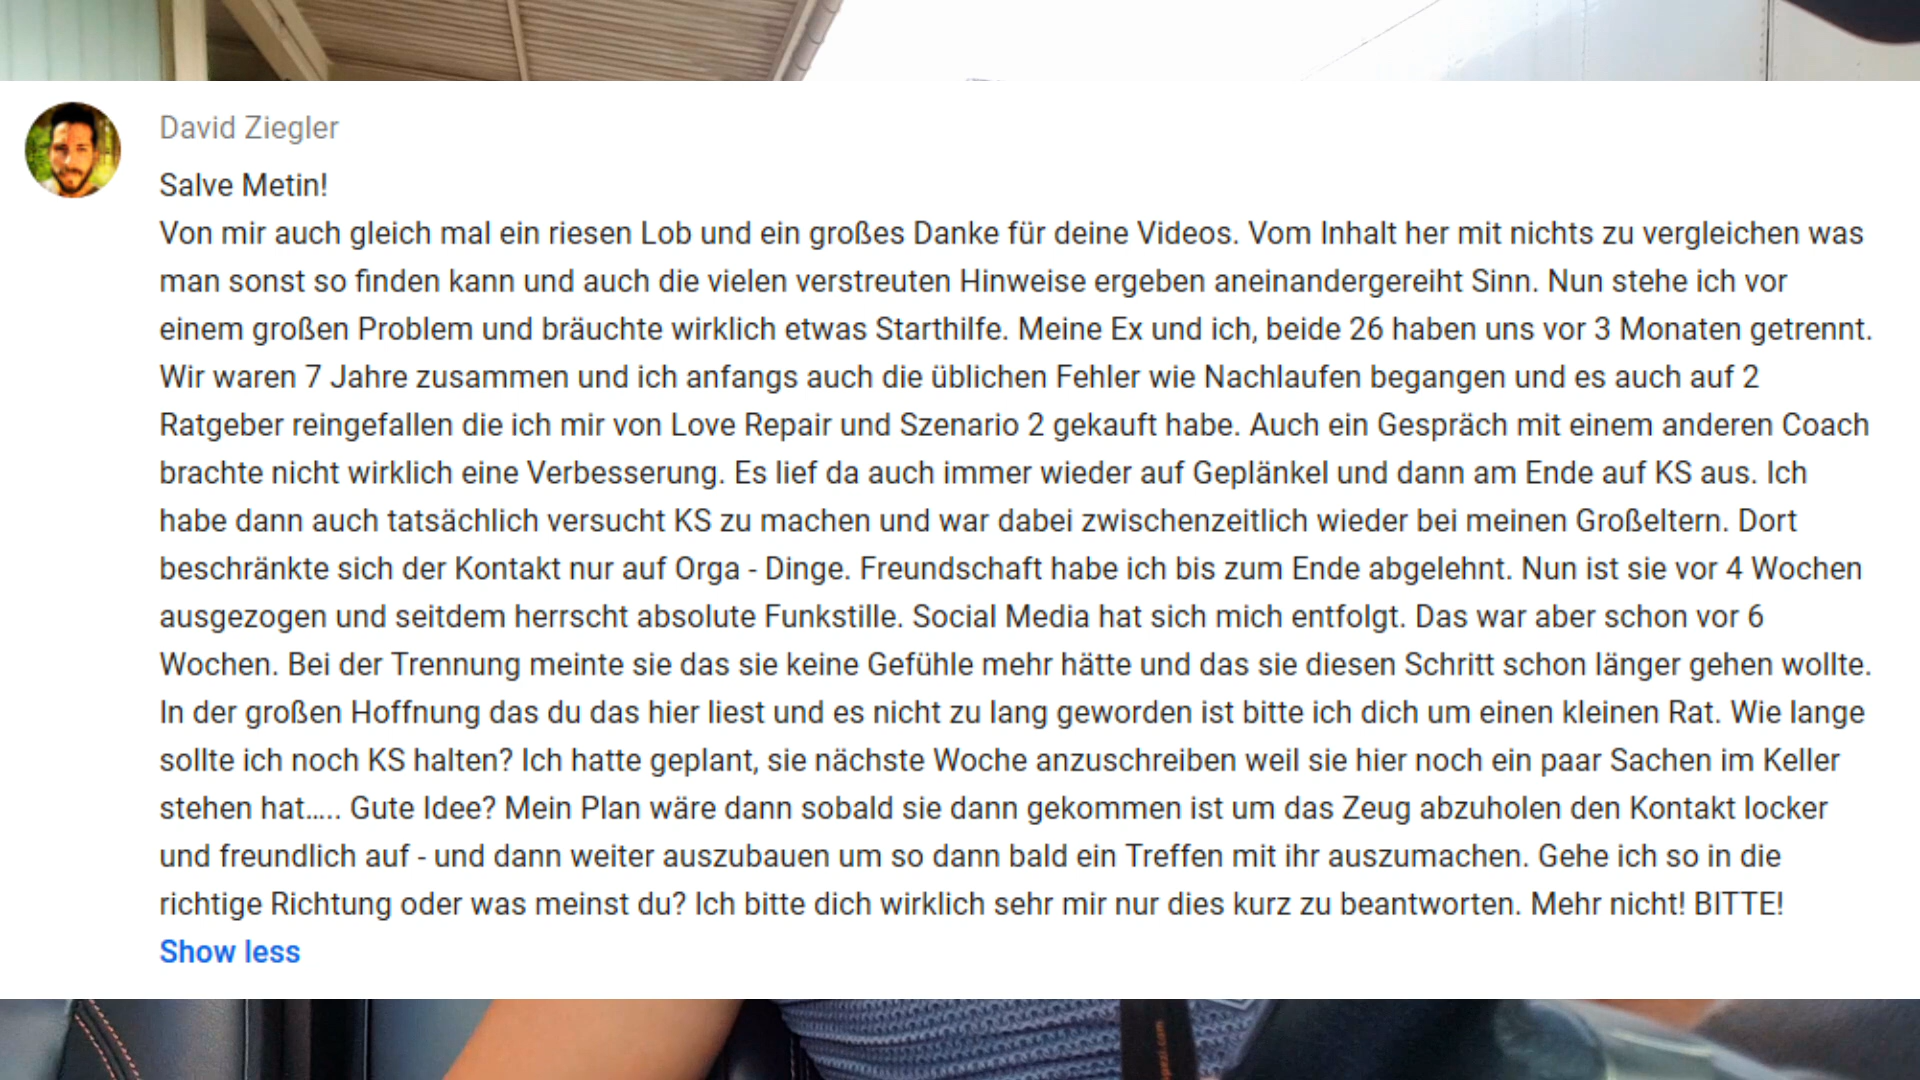 David Ziegler
Salve Metin!
Von mir auch gleich mal ein riesen Lob und ein großes Danke für deine Videos. Vom Inhalt her mit nichts zu vergleichen was
man sonst so finden kann und auch die vielen verstreuten Hinweise ergeben aneinandergereiht Sinn. Nun stehe ich vor
einem großen Problem und bräuchte wirklich etwas Starthilfe. Meine Ex und ich, beide 26 haben uns vor 3 Monaten getrennt.
Wir waren 7 Jahre zusammen und ich anfangs auch die üblichen Fehler wie Nachlaufen begangen und es auch auf 2
Ratgeber reingefallen die ich mir von Love Repair und Szenario 2 gekauft habe. Auch ein Gespräch mit einem anderen Coach
brachte nicht wirklich eine Verbesserung. Es lief da auch immer wieder auf Geplänkel und dann am Ende auf KS aus. Ich
habe dann auch tatsächlich versucht KS zu machen und war dabei zwischenzeitlich wieder bei meinen Großeltern. Dort
beschränkte sich der Kontakt nur auf Orga - Dinge. Freundschaft habe ich bis zum Ende abgelehnt. Nun ist sie vor 4 Wochen
ausgezogen und seitdem herrscht absolute Funkstille. Social Media hat sich mich entfolgt. Das war aber schon vor 6
Wochen. Bei der Trennung meinte sie das sie keine Gefühle mehr hätte und das sie diesen Schritt schon länger gehen wollte.
In der großen Hoffnung das du das hier liest und es nicht zu lang geworden ist bitte ich dich um einen kleinen Rat. Wie lange
sollte ich noch KS halten? Ich hatte geplant, sie nächste Woche anzuschreiben weil sie hier noch ein paar Sachen im Keller
stehen hat..... Gute Idee? Mein Plan wäre dann sobald sie dann gekommen ist um das Zeug abzuholen den Kontakt locker
und freundlich auf - und dann weiter auszubauen um so dann bald ein Treffen mit ihr auszumachen. Gehe ich so in die
richtige Richtung oder was meinst du? Ich bitte dich wirklich sehr mir nur dies kurz zu beantworten. Mehr nicht! BITTE!
Show less